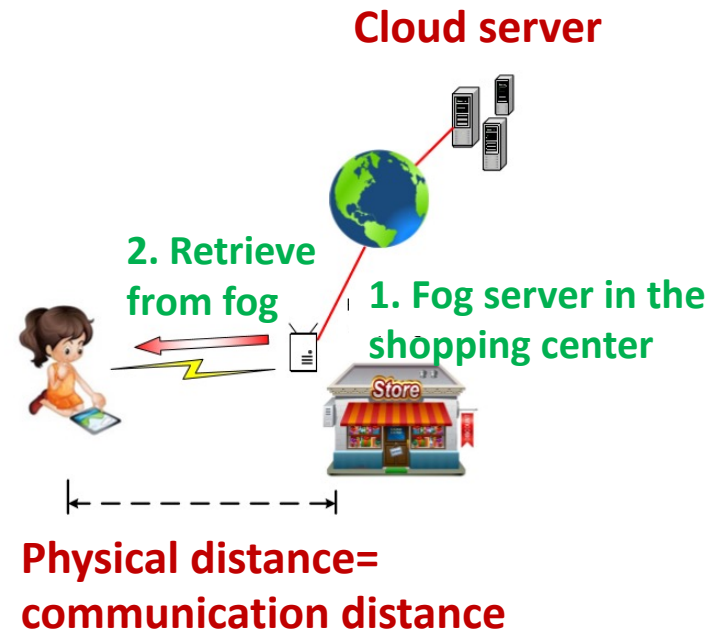 Cloud server
2. Retrieve
from fog
1. Fog server in the
shopping center
Store
Physical distance=
communication distance